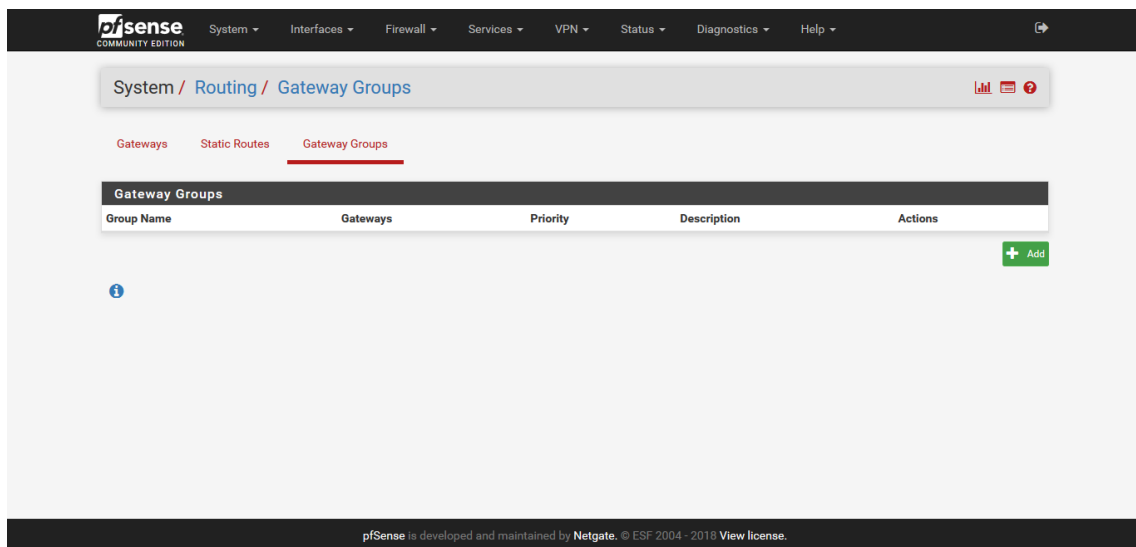 pfsense System Interfaces Firewall Services VPN Status Diagnostics Help
COMMUNITY EDITION
System / Routing / Gateway Groups
Gateways Static Routes Gateway Groups
Gateway Groups
Group Name Gateways Priority Description Actions
Add
pfSense is developed and maintained by Netgate. © ESF 2004 - 2018 View license.